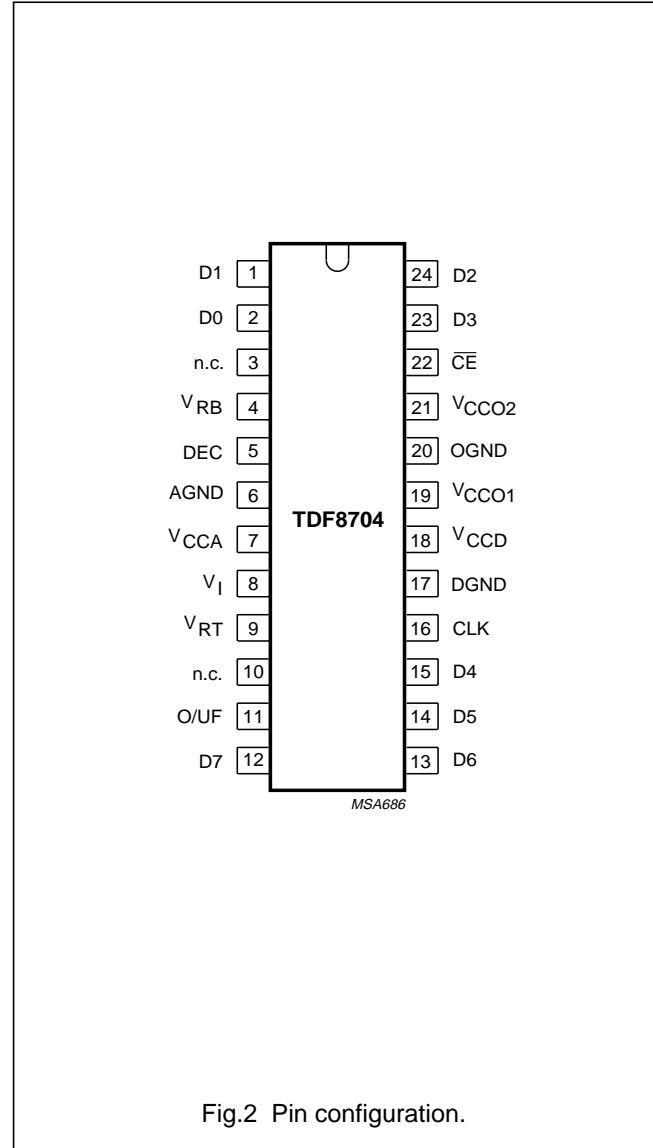 D1 1 24 D2
D0 2 23 D3
n.c. 3 22 C̅E̅
VRB 4 21 VCCO2
DEC 5 20 OGND
AGND 6 19 VCCO1
TDF8704
VCCA 7 18 VCCD
VI 8 17 DGND
VRT 9 16 CLK
n.c. 10 15 D4
O/UF 11 14 D5
D7 12 13 D6
MSA686
Fig.2 Pin configuration.